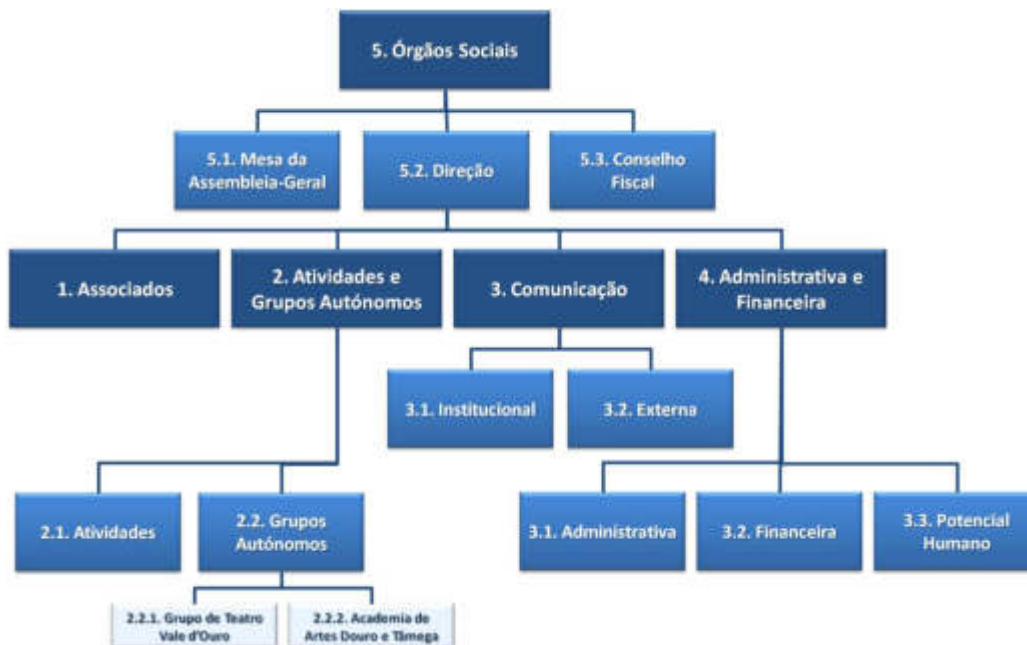 5. Órgãos Sociais
5.1. Mesa da
Assembleia-Geral
5.2. Direção
5.3. Conselho
Fiscal
1. Associados
2. Atividades e
Grupos Autónomos
3. Comunicação
4. Administrativa e
Financeira
3.1. Institucional
3.2. Externa
2.1. Atividades
2.2. Grupos
Autónomos
3.1. Administrativa
3.2. Financeira
3.3. Potencial
Humano
2.2.1. Grupo de Teatro
Vale d'Ouro
2.2.2. Academia de
Artes Douro e Tâmega